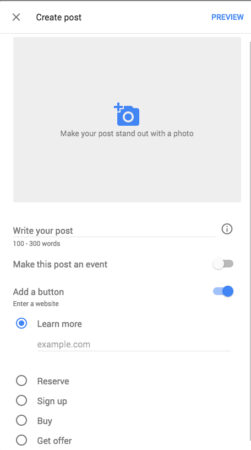 Create post
PREVIEW
Make your post stand out with a photo
Write your post
100 - 300 words
Make this post an event
Add a button
Enter a website
Learn more
example.com
Reserve
Sign up
Buy
Get offer